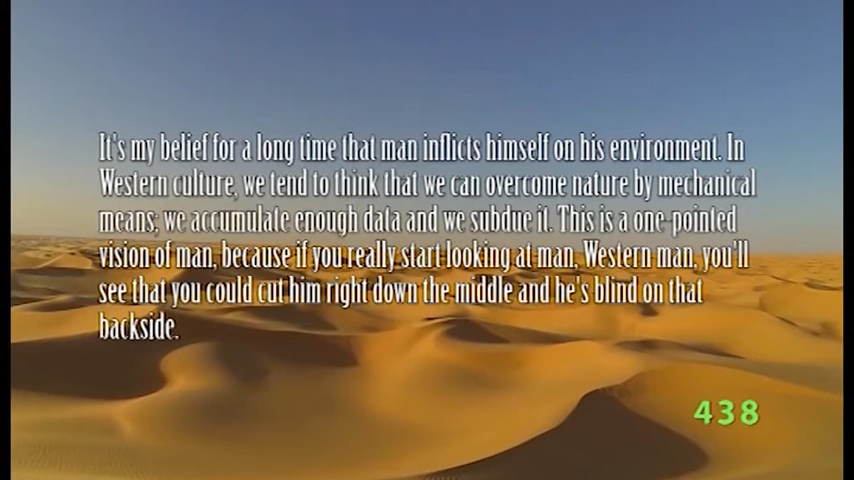 It's my belief for a long time that man inflicts himself on his environment. In
Western culture, we tend to think that we can overcome nature by mechanical
means; we accumulate enough data and we subdue it. This is a one-pointed
vision of man, because if you really start looking at man, Western man, you'll
see that you could cut him right down the middle and he's blind on that
backside.
438